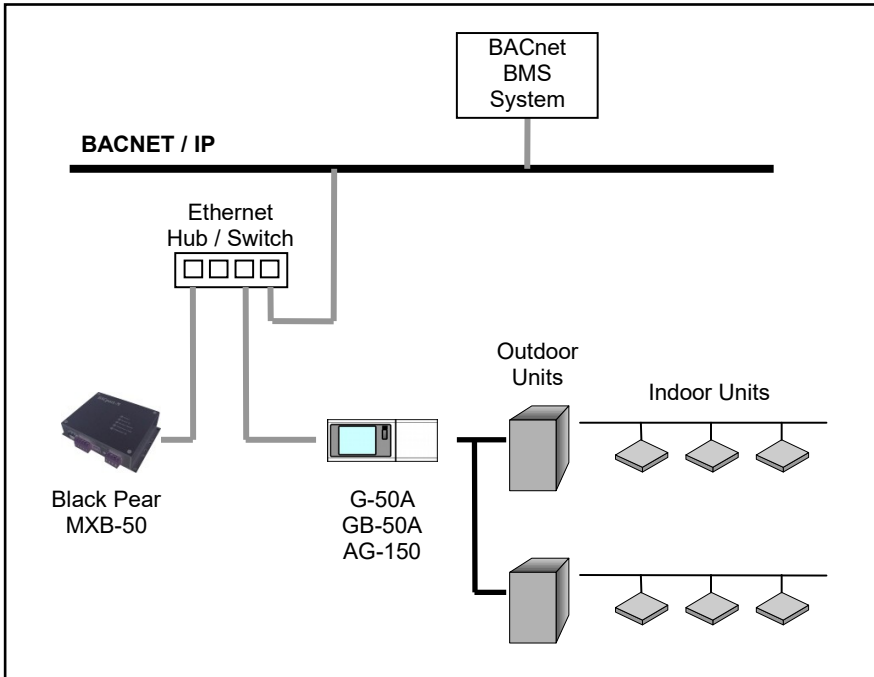 BACnet
BMS
System
BACNET / IP
Ethernet
Hub / Switch
Outdoor
Units
Indoor Units
Black Pear
MXB-50
G-50A
GB-50A
AG-150